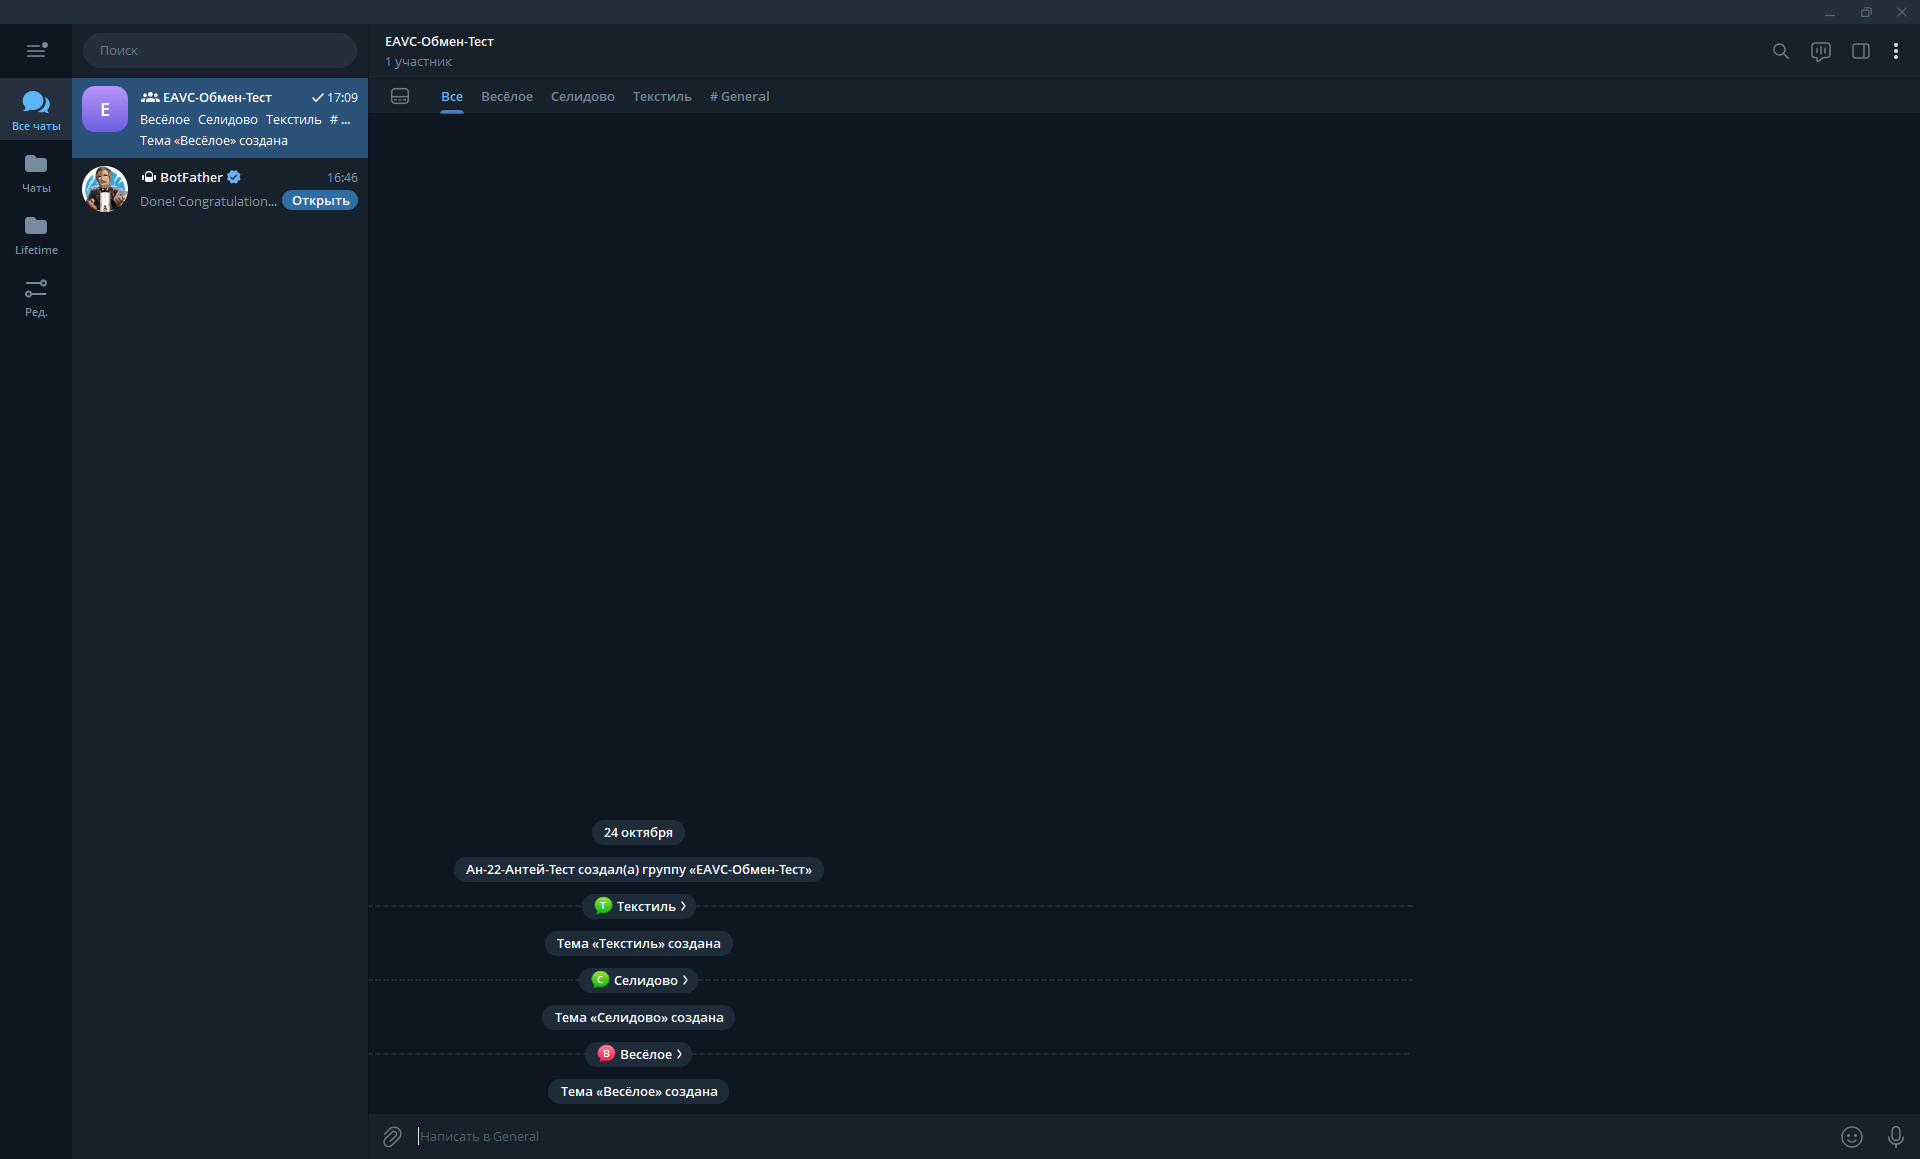 Поиск
Все чаты
Чаты
Lifetime
Ред.
E
EAVC-Обмен-Тест 17:09
Весёлое Селидово Текстиль # ...
Тема «Весёлое» создана
BotFather 16:46
Done! Congratulation... Открыть
EAVC-Обмен-Тест
1 участник
Все Весёлое Селидово Текстиль # General
24 октября
Ан-22-Антей-Тест создал(а) группу «EAVC-Обмен-Тест»
Т Текстиль
Тема «Текстиль» создана
С Селидово
Тема «Селидово» создана
В Весёлое
Тема «Весёлое» создана
Написать в General